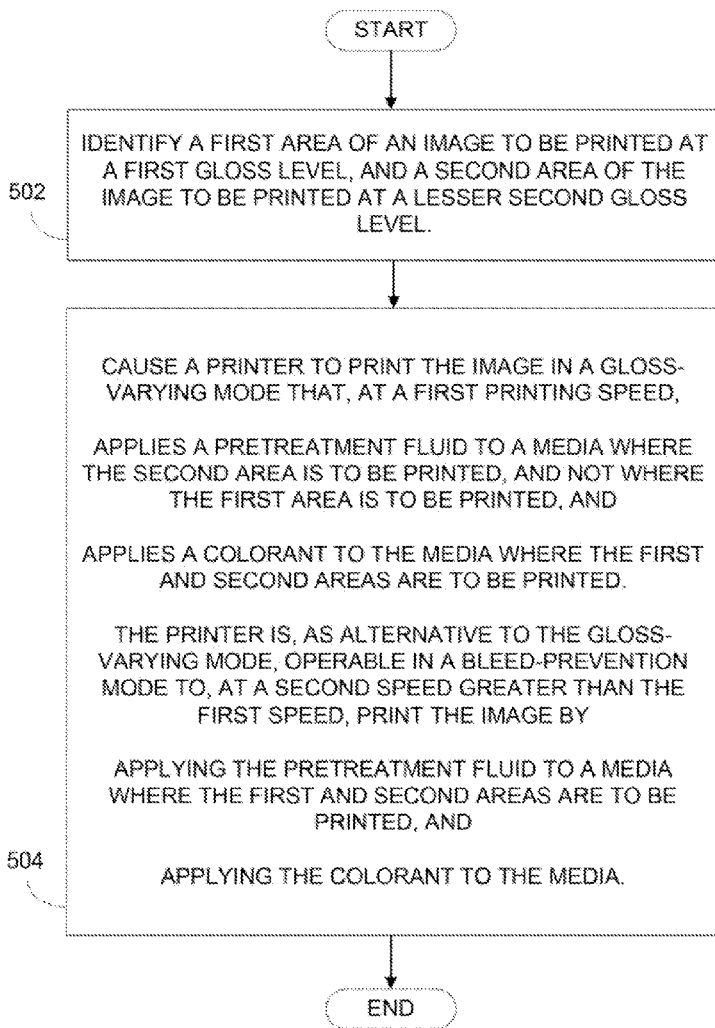 START
IDENTIFY A FIRST AREA OF AN IMAGE TO BE PRINTED AT
A FIRST GLOSS LEVEL, AND A SECOND AREA OF THE
IMAGE TO BE PRINTED AT A LESSER SECOND GLOSS
LEVEL.
502
CAUSE A PRINTER TO PRINT THE IMAGE IN A GLOSS-
VARYING MODE THAT, AT A FIRST PRINTING SPEED,
APPLIES A PRETREATMENT FLUID TO A MEDIA WHERE
THE SECOND AREA IS TO BE PRINTED, AND NOT WHERE
THE FIRST AREA IS TO BE PRINTED, AND
APPLIES A COLORANT TO THE MEDIA WHERE THE FIRST
AND SECOND AREAS ARE TO BE PRINTED.
THE PRINTER IS, AS ALTERNATIVE TO THE GLOSS-
VARYING MODE, OPERABLE IN A BLEED-PREVENTION
MODE TO, AT A SECOND SPEED GREATER THAN THE
FIRST SPEED, PRINT THE IMAGE BY
APPLYING THE PRETREATMENT FLUID TO A MEDIA
WHERE THE FIRST AND SECOND AREAS ARE TO BE
PRINTED, AND
APPLYING THE COLORANT TO THE MEDIA.
504
END